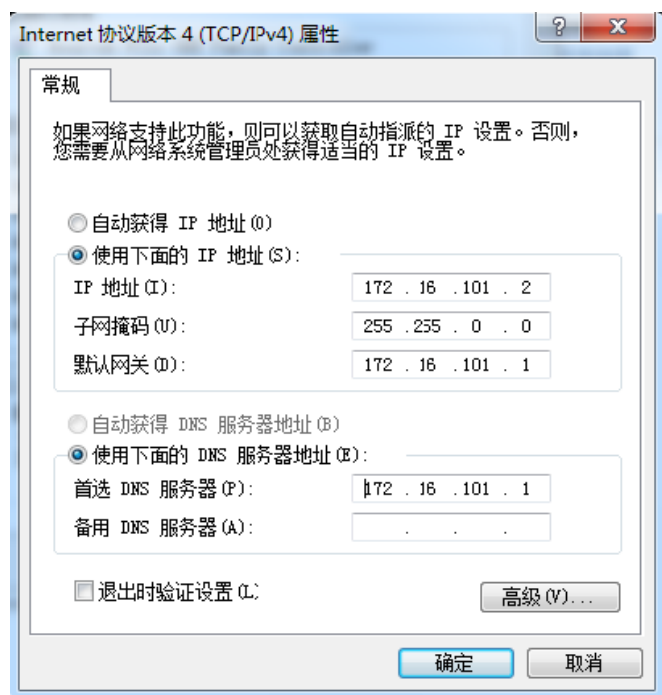 Internet 协议版本 4 (TCP/IPv4) 属性
常规
如果网络支持此功能，则可以获取自动指派的 IP 设置。否则，
您需要从网络系统管理员处获得适当的 IP 设置。
自动获得 IP 地址(O)
使用下面的 IP 地址(S):
IP 地址(I): 172 . 16 . 101 . 2
子网掩码(U): 255 . 255 . 0 . 0
默认网关(D): 172 . 16 . 101 . 1
自动获得 DNS 服务器地址(B)
使用下面的 DNS 服务器地址(E):
首选 DNS 服务器(P): 172 . 16 . 101 . 1
备用 DNS 服务器(A): . . .
退出时验证设置(L)
高级(V)...
确定 取消